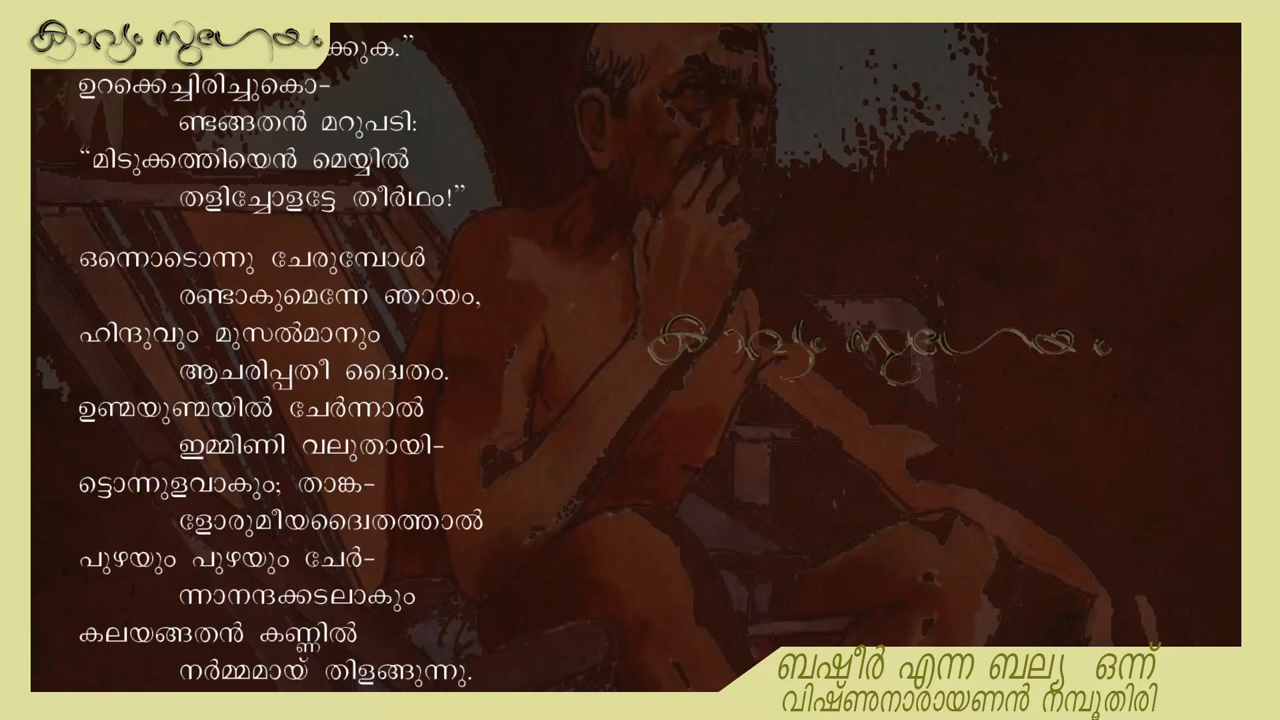 കാവ്യം സുഗേയം
ക്കുക.”
ഉറക്കെച്ചിരിച്ചുകൊ-
ണ്ടങ്ങതൻ മറുപടി:
“മിടുക്കത്തിയെൻ മെയ്യിൽ
തളിച്ചോളട്ടേ തീർഥം!”
ഒന്നൊടൊന്നു ചേരുമ്പോൾ
രണ്ടാകുമെന്നേ ഞായം,
ഹിന്ദുവും മുസൽമാനും
ആചരിപ്പതീ ദ്വൈതം.
ഉണ്മയുണ്മയിൽ ചേർന്നാൽ
ഇമ്മിണി വലുതായി-
ട്ടൊന്നുളവാകും; താങ്ക-
ളോരുമീയദ്വൈതത്താൽ
പുഴയും പുഴയും ചേർ-
ന്നാനന്ദക്കടലാകും
കലയങ്ങതൻ കണ്ണിൽ
നർമ്മമായ് തിളങ്ങുന്നു.
കാവ്യം സുഗേയം
ബഷീർ എന്ന ബല്യ ഒന്ന്
വിഷ്ണുനാരായണൻ നമ്പൂതിരി